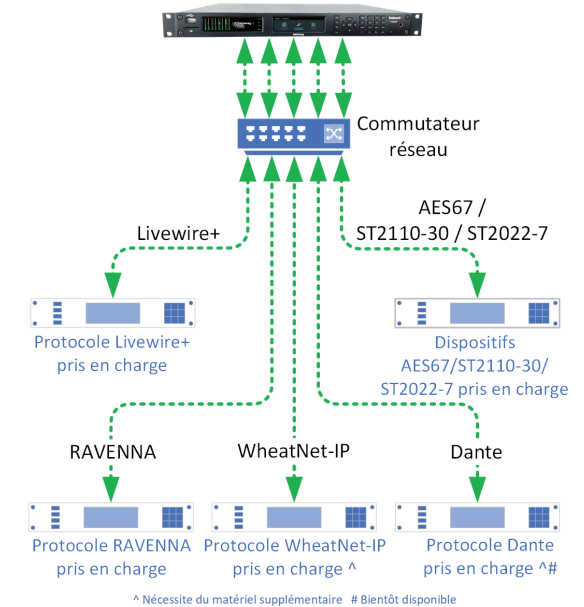 Commutateur
réseau
Livewire+
AES67 /
ST2110-30 / ST2022-7
Protocole Livewire+
pris en charge
Dispositifs
AES67/ST2110-30/
ST2022-7 pris en charge
RAVENNA
WheatNet-IP
Dante
Protocole RAVENNA
pris en charge
Protocole WheatNet-IP
pris en charge ^
Protocole Dante
pris en charge ^#
^ Nécessite du matériel supplémentaire # Bientôt disponible